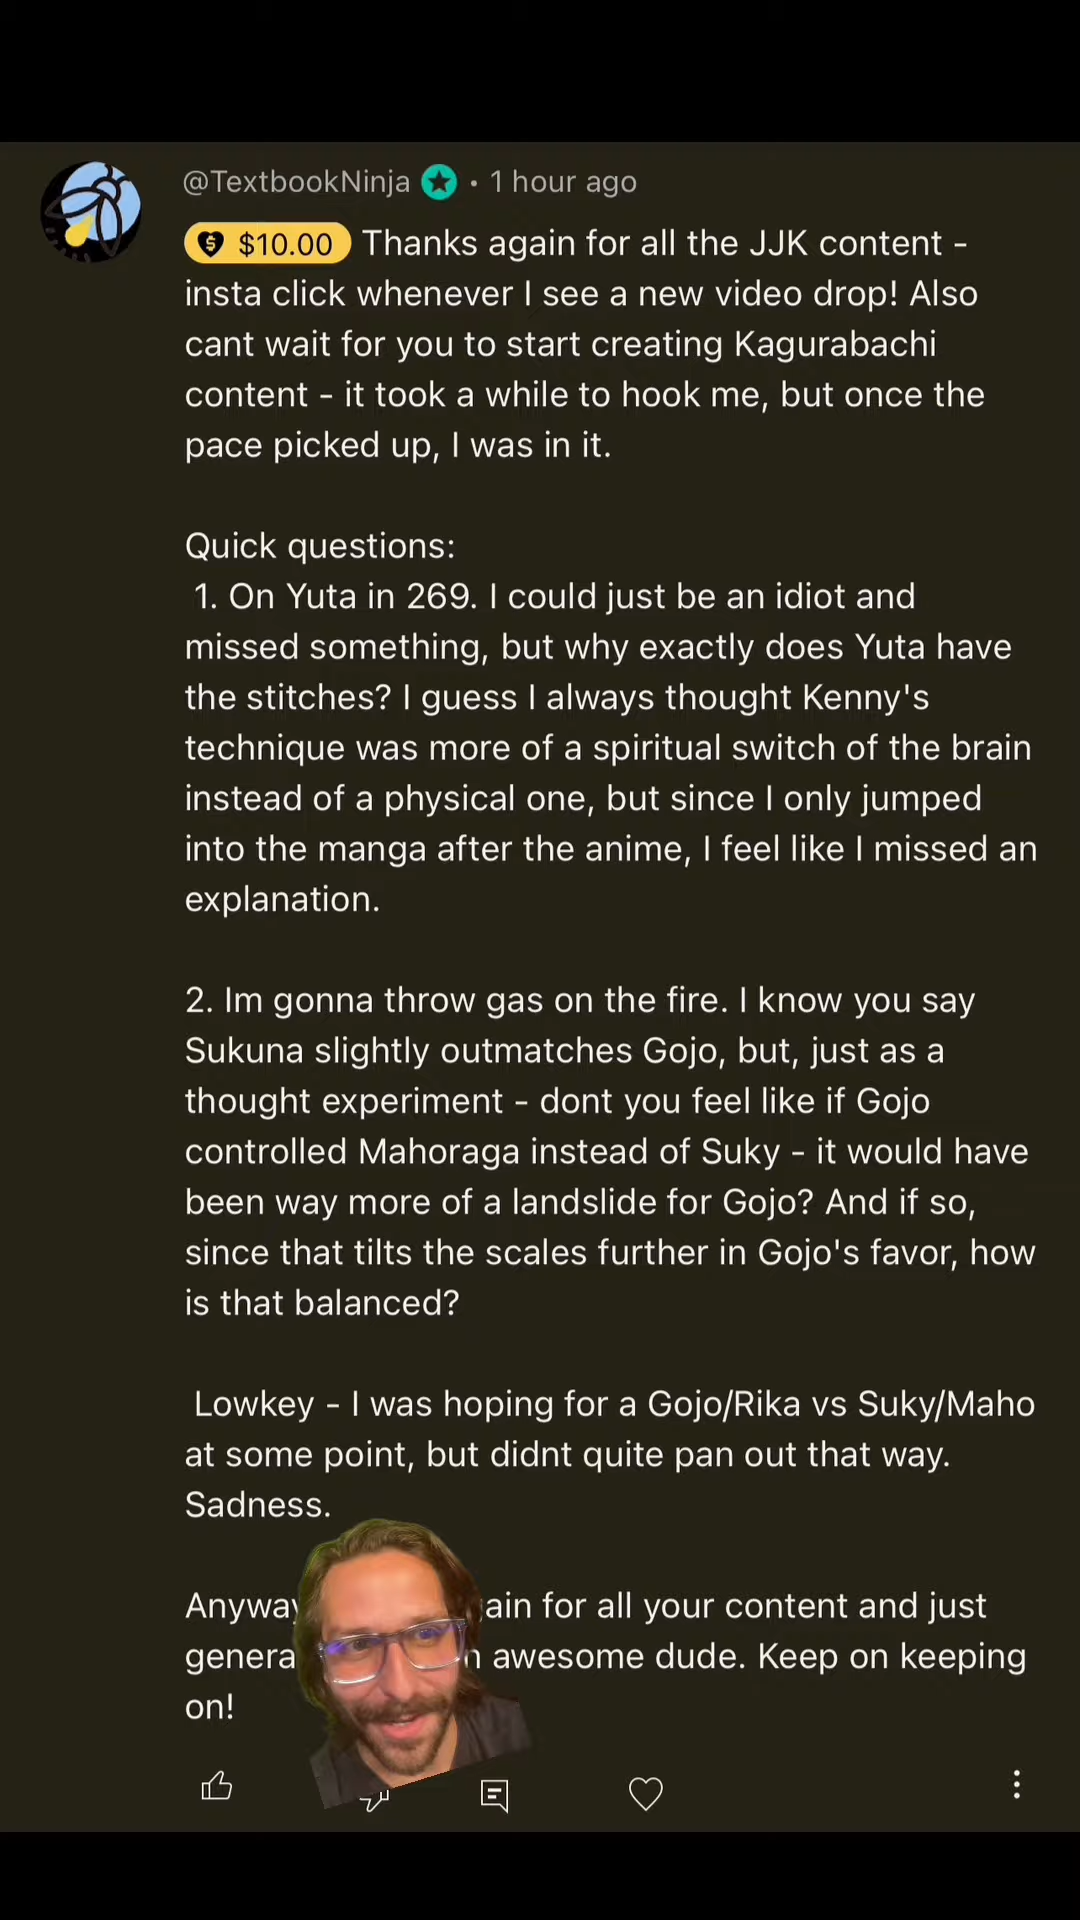 @TextbookNinja • 1 hour ago
$10.00 Thanks again for all the JJK content -
insta click whenever I see a new video drop! Also
cant wait for you to start creating Kagurabachi
content - it took a while to hook me, but once the
pace picked up, I was in it.
Quick questions:
1. On Yuta in 269. I could just be an idiot and
missed something, but why exactly does Yuta have
the stitches? I guess I always thought Kenny's
technique was more of a spiritual switch of the brain
instead of a physical one, but since I only jumped
into the manga after the anime, I feel like I missed an
explanation.
2. Im gonna throw gas on the fire. I know you say
Sukuna slightly outmatches Gojo, but, just as a
thought experiment - dont you feel like if Gojo
controlled Mahoraga instead of Suky - it would have
been way more of a landslide for Gojo? And if so,
since that tilts the scales further in Gojo's favor, how
is that balanced?
Lowkey - I was hoping for a Gojo/Rika vs Suky/Maho
at some point, but didnt quite pan out that way.
Sadness.
for all your content and just
awesome dude. Keep on keeping
on!